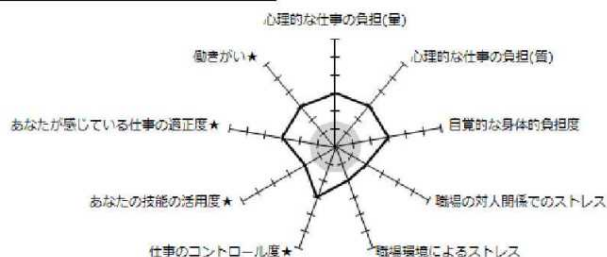 心理的な仕事の負担(量)
心理的な仕事の負担(質)
自覚的な身体的負担度
職場の対人関係でのストレス
職場環境によるストレス
仕事のコントロール度★
あなたの技能の活用度★
あなたが感じている仕事の適正度★
働きがい★